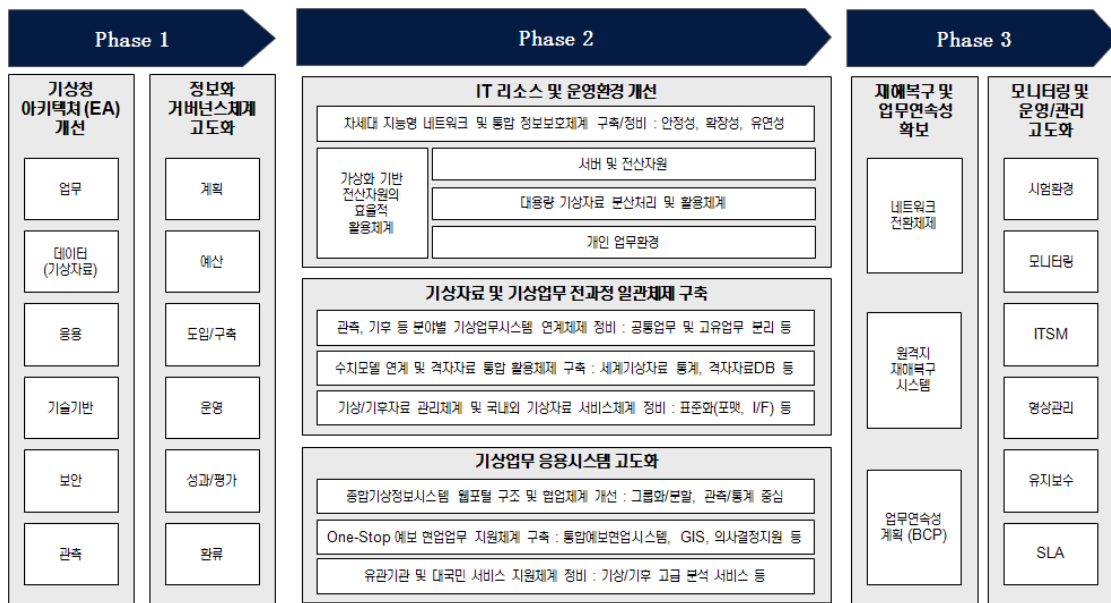 Phase 1
Phase 2
Phase 3
기상청
아키텍처 (EA)
개선
업무
데이터
(기상자료)
응용
기술기반
보안
관측
정보화
거버넌스체계
고도화
계획
예산
도입/구축
운영
성과/평가
환류
IT 리소스 및 운영환경 개선
차세대 지능형 네트워크 및 통합 정보보호체계 구축/정비 : 안정성, 확장성, 유연성
가상화 기반
전산자원의
효율적
활용체계
서버 및 전산자원
대용량 기상자료 분산처리 및 활용체계
개인 업무환경
기상자료 및 기상업무 전과정 일관체제 구축
관측, 기후 등 분야별 기상업무시스템 연계체제 정비 : 공통업무 및 고유업무 분리 등
수치모델 연계 및 격자자료 통합 활용체제 구축 : 세계기상자료 통계, 격자자료DB 등
기상/기후자료 관리체계 및 국내외 기상자료 서비스체계 정비 : 표준화(포맷, I/F) 등
기상업무 응용시스템 고도화
종합기상정보시스템 웹포털 구조 및 협업체계 개선 : 그룹화/분할, 관측/통계 중심
One-Stop 예보 현업업무 지원체계 구축 : 통합예보현업시스템, GIS, 의사결정지원 등
유관기관 및 대국민 서비스 지원체계 정비 : 기상/기후 고급 분석 서비스 등
재해복구 및
업무연속성
확보
네트워크
전환체제
원격지
재해복구
시스템
업무연속성
계획 (BCP)
모니터링 및
운영/관리
고도화
시험환경
모니터링
ITSM
형상관리
유지보수
SLA